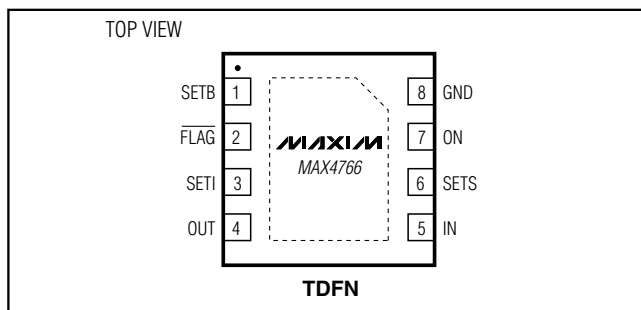 TOP VIEW
SETB 1
8 GND
F̅L̅A̅G̅ 2
7 ON
MAXIM
MAX4766
SETI 3
6 SETS
OUT 4
5 IN
TDFN